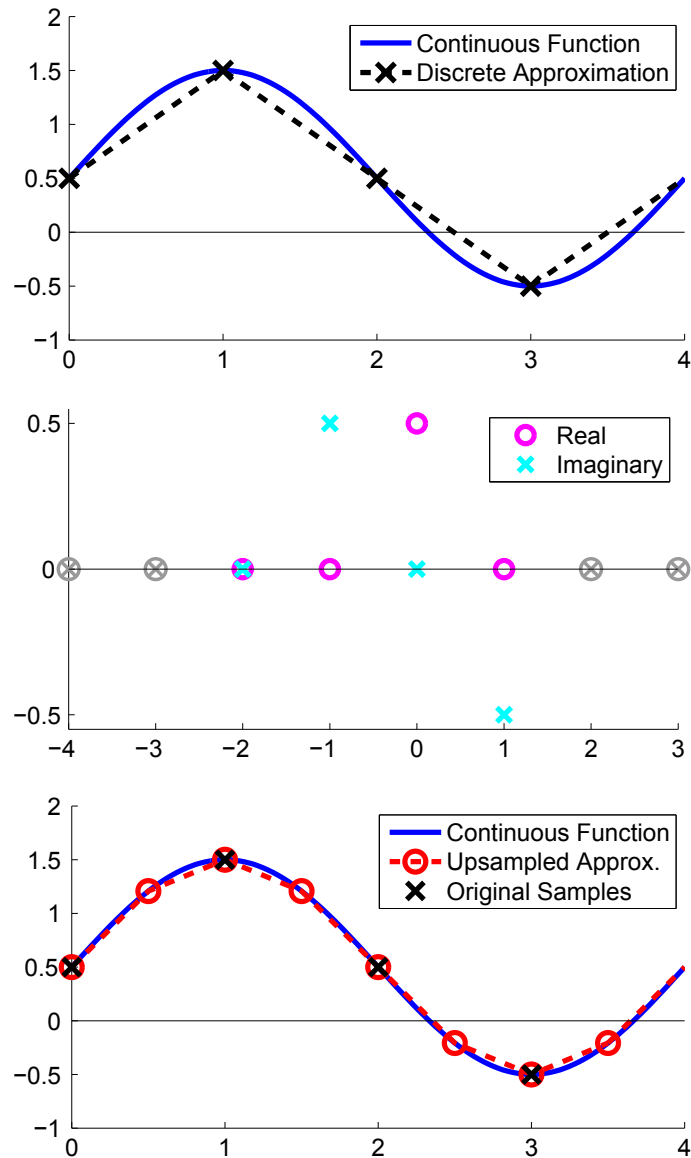 2
1.5
1
0.5
0
−0.5
−1
0 1 2 3 4
Continuous Function
Discrete Approximation
0.5
0
−0.5
−4 −3 −2 −1 0 1 2 3
Real
Imaginary
2
1.5
1
0.5
0
−0.5
−1
0 1 2 3 4
Continuous Function
Upsampled Approx.
Original Samples